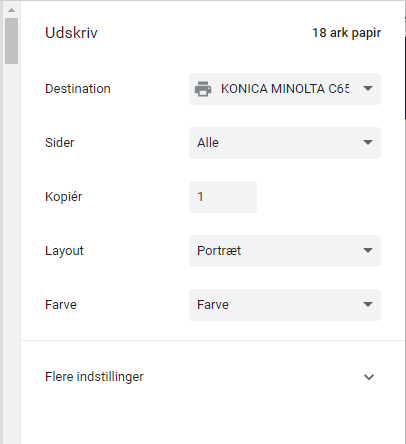 Udskriv 18 ark papir
Destination KONICA MINOLTA C65
Sider Alle
Kopiér 1
Layout Portræt
Farve Farve
Flere indstillinger